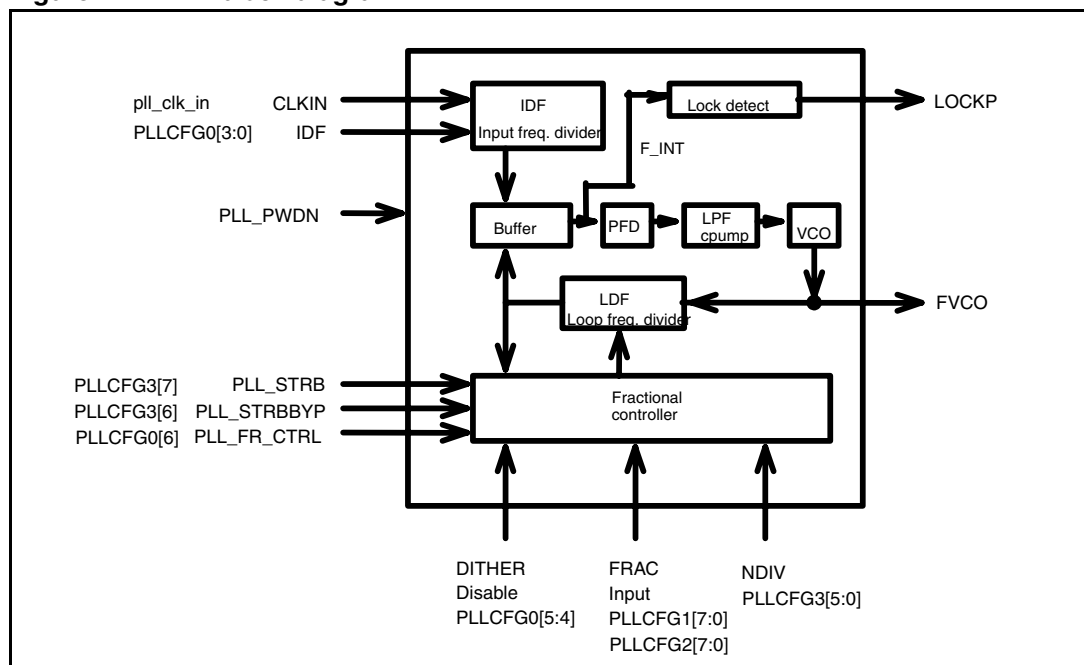 pll_clk_in CLKIN
PLLCFG0[3:0] IDF
PLL_PWDN
IDF
Input freq. divider
Lock detect
LOCKP
F_INT
Buffer
PFD
LPF
cpump
VCO
LDF
Loop freq. divider
FVCO
PLLCFG3[7] PLL_STRB
PLLCFG3[6] PLL_STRBBYP
PLLCFG0[6] PLL_FR_CTRL
Fractional
controller
DITHER
Disable
PLLCFG0[5:4]
FRAC
Input
PLLCFG1[7:0]
PLLCFG2[7:0]
NDIV
PLLCFG3[5:0]